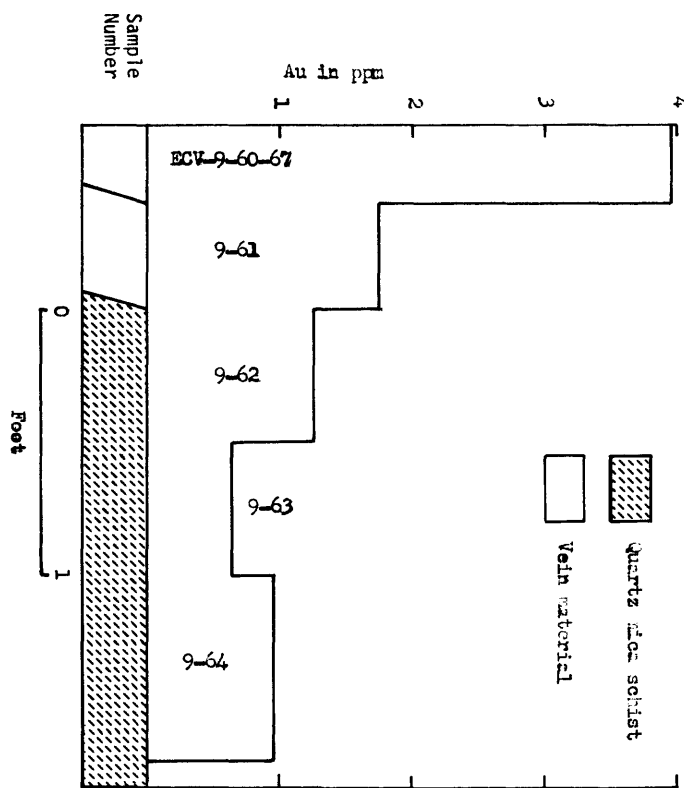 Au in ppm
1
2
3
4
Sample
Number
ECV-9-60-67
9-61
9-62
9-63
9-64
0
1
Feet
Quartz mica schist
Vein material